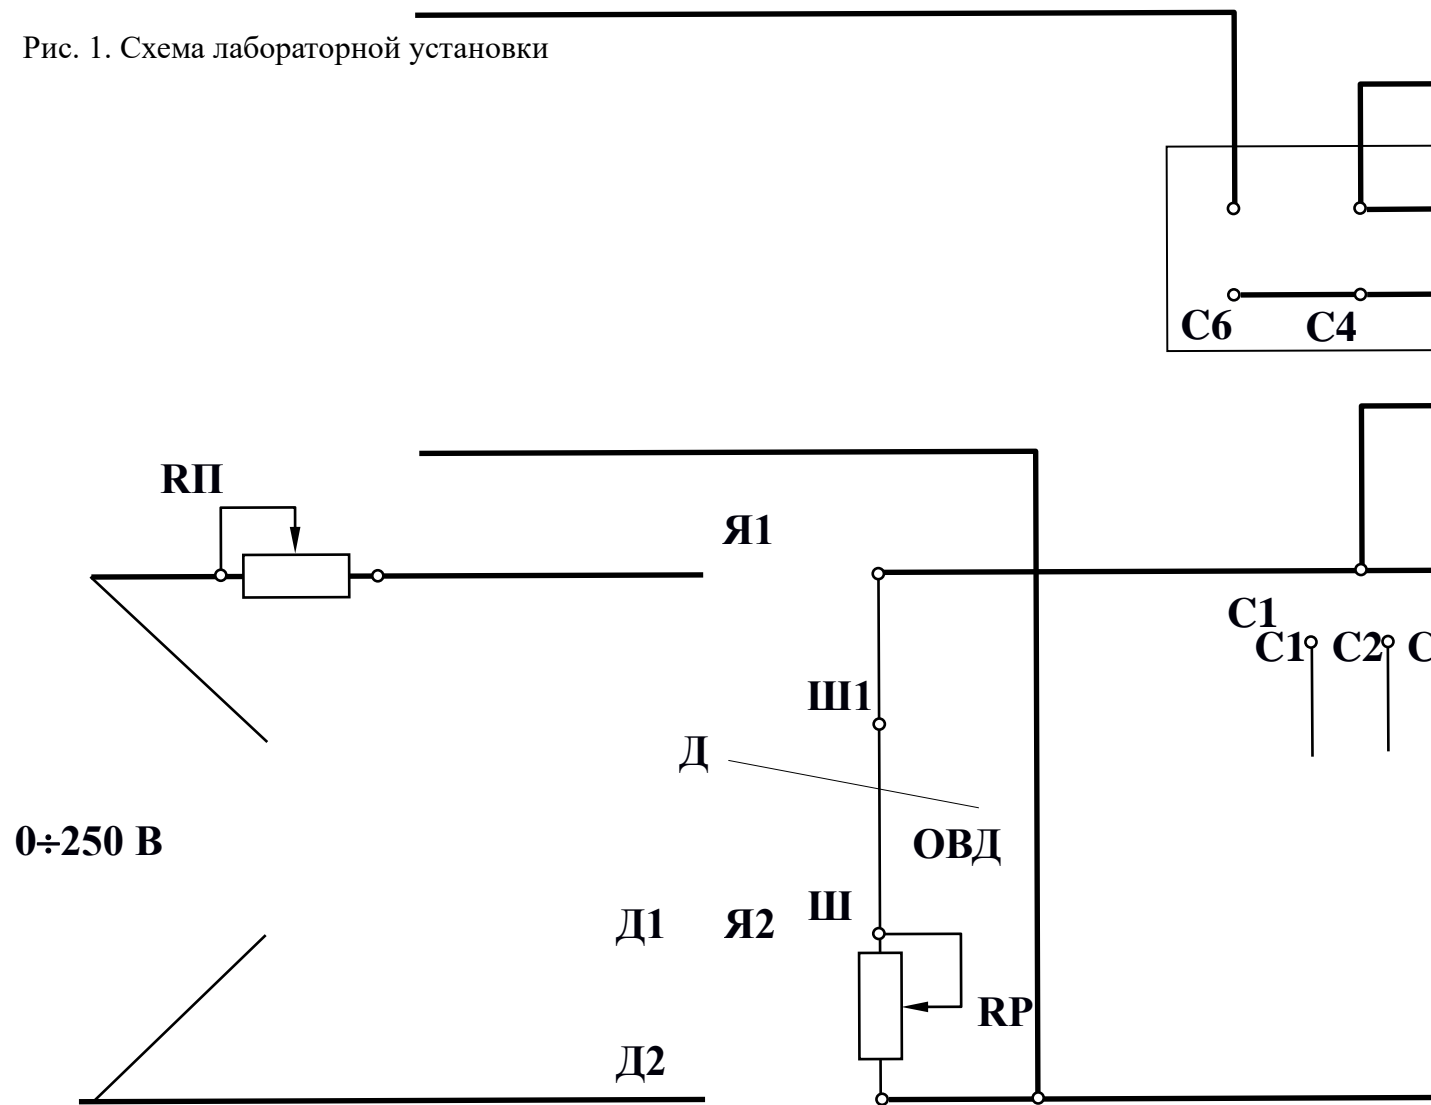 Рис. 1. Схема лабораторной установки
С6 С4
RП
Я1
С1
С1 С2 С
Ш1
Д
0÷250 В
ОВД
Д1 Я2 Ш
RР
Д2